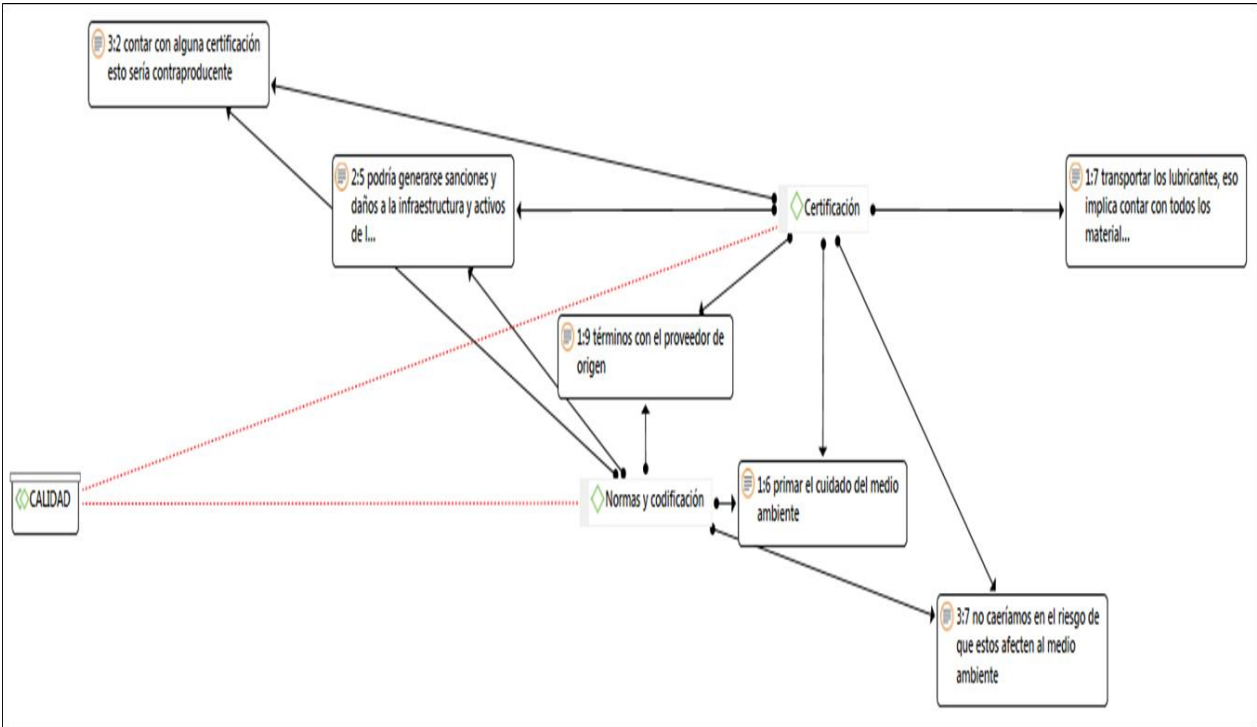 3:2 contar con alguna certificación
esto sería contraproducente
2:5 podría generarse sanciones y
daños a la infraestructura y activos
de l...
Certificación
1:7 transportar los lubricantes, eso
implica contar con todos los
material...
1:9 términos con el proveedor de
origen
CALIDAD
Normas y codificación
1:6 primar el cuidado del medio
ambiente
3:7 no caeríamos en el riesgo de
que estos afecten al medio
ambiente